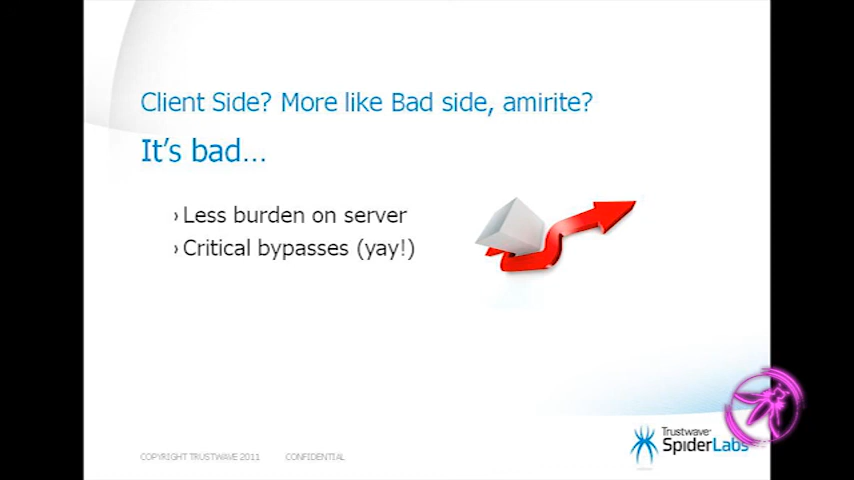 Client Side? More like Bad side, amirite?
It's bad…
› Less burden on server
› Critical bypasses (yay!)
COPYRIGHT TRUSTWAVE 2011 CONFIDENTIAL
Trustwave®
SpiderLabs